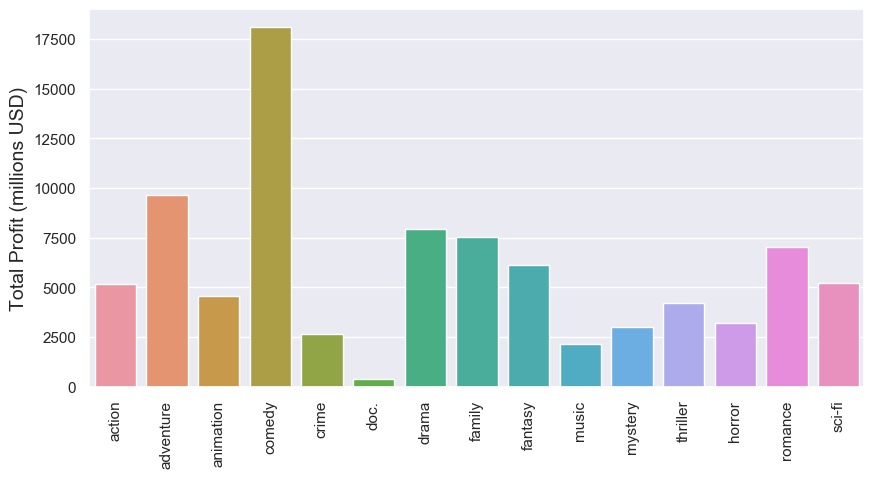 Total Profit (millions USD)
17500
15000
12500
10000
7500
5000
2500
0
action
adventure
animation
comedy
crime
doc.
drama
family
fantasy
music
mystery
thriller
horror
romance
sci-fi